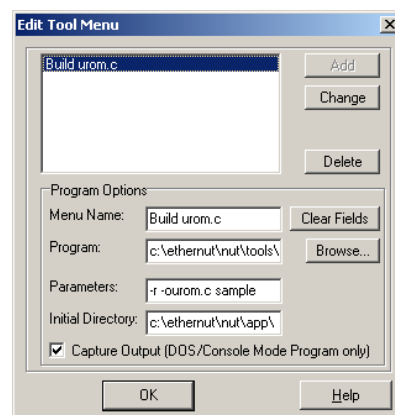 Edit Tool Menu
Build urom.c
Add
Change
Delete
Program Options
Menu Name: Build urom.c Clear Fields
Program: c:\ethernut\nut\tools\ Browse...
Parameters: -r -ourom.c sample
Initial Directory: c:\ethernut\nut\app\
Capture Output (DOS/Console Mode Program only)
OK Help